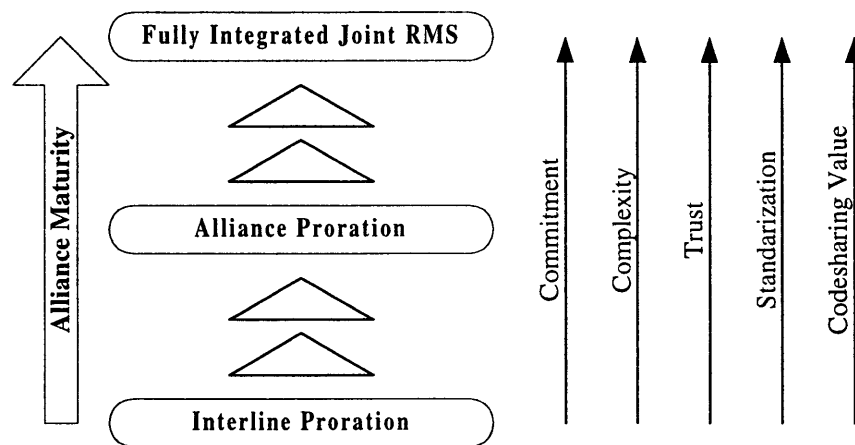 Fully Integrated Joint RMS
Alliance Maturity
Alliance Proration
Interline Proration
Commitment
Complexity
Trust
Standarization
Codesharing Value